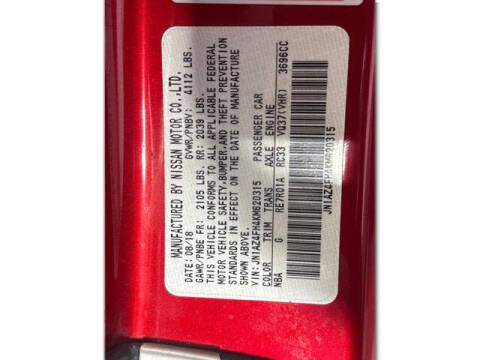 MANUFACTURED BY NISSAN MOTOR CO.,LTD.
DATE: 08/18 GVWR/PNBV: 4112 LBS.
GAWR/PNBE FR: 2105 LBS. RR: 2039 LBS.
THIS VEHICLE CONFORMS TO ALL APPLICABLE FEDERAL
MOTOR VEHICLE SAFETY,BUMPER,AND THEFT PREVENTION
STANDARDS IN EFFECT ON THE DATE OF MANUFACTURE
SHOWN ABOVE.
VIN:JN1AZ4FH4KM620315 PASSENGER CAR
COLOR TRIM TRANS AXLE ENGINE
NBA G RE7R01A RC33 VQ37(VHR) 3696CC
JN1AZ4FH4KM620315